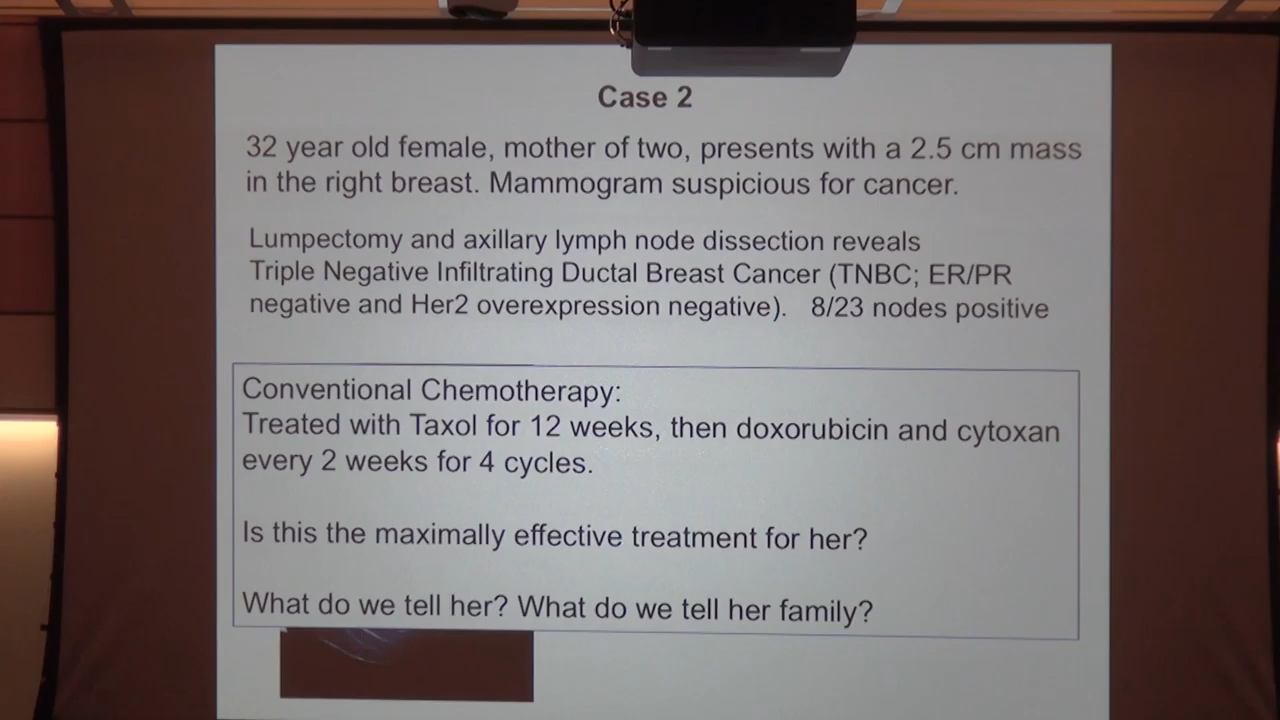 Case 2
32 year old female, mother of two, presents with a 2.5 cm mass
in the right breast. Mammogram suspicious for cancer.
Lumpectomy and axillary lymph node dissection reveals
Triple Negative Infiltrating Ductal Breast Cancer (TNBC; ER/PR
negative and Her2 overexpression negative). 8/23 nodes positive
Conventional Chemotherapy:
Treated with Taxol for 12 weeks, then doxorubicin and cytoxan
every 2 weeks for 4 cycles.
Is this the maximally effective treatment for her?
What do we tell her? What do we tell her family?